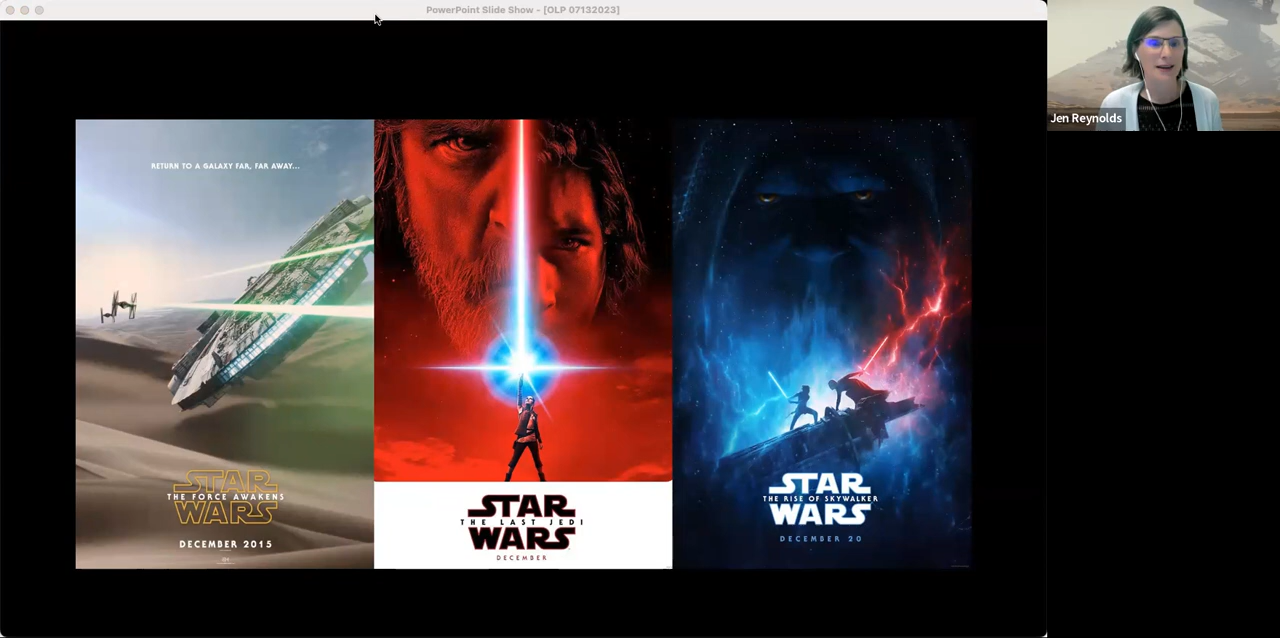 PowerPoint Slide Show - [OLP 07132023]
Jen Reynolds
RETURN TO A GALAXY FAR, FAR AWAY...
STAR
THE FORCE AWAKENS
WARS
DECEMBER 2015
STAR
THE LAST JEDI
WARS
DECEMBER
STAR
THE RISE OF SKYWALKER
WARS
DECEMBER 20